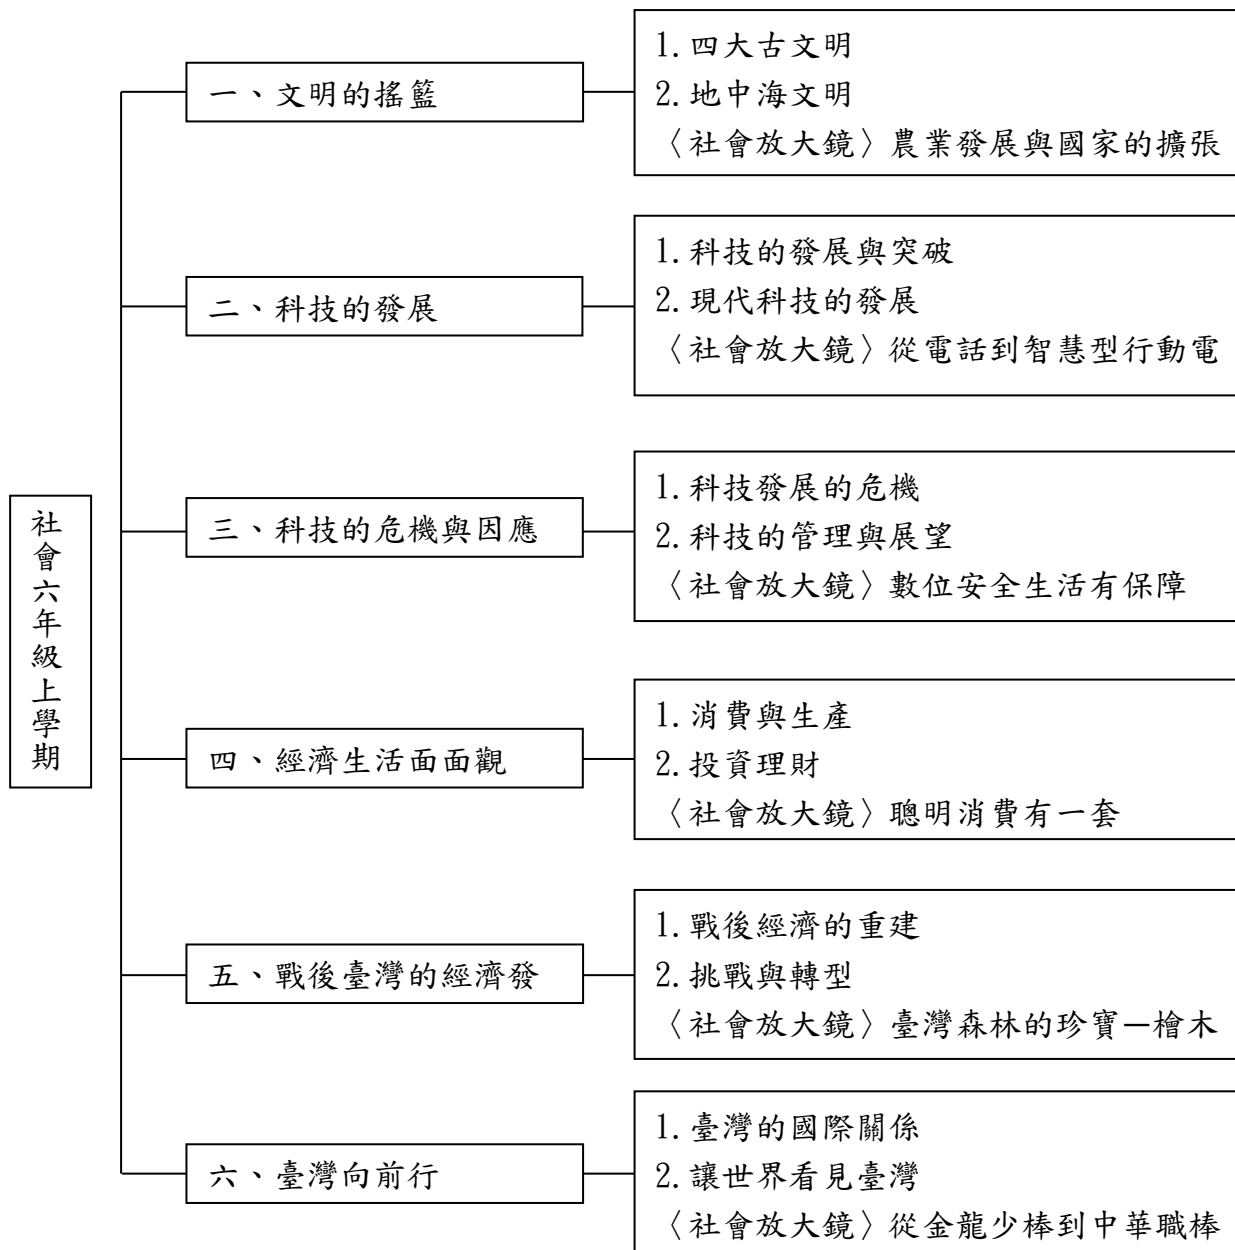 社會六年級上學期
一、文明的搖籃
1.四大古文明
2.地中海文明
〈社會放大鏡〉農業發展與國家的擴張
二、科技的發展
1.科技的發展與突破
2.現代科技的發展
〈社會放大鏡〉從電話到智慧型行動電
三、科技的危機與因應
1.科技發展的危機
2.科技的管理與展望
〈社會放大鏡〉數位安全生活有保障
四、經濟生活面面觀
1.消費與生產
2.投資理財
〈社會放大鏡〉聰明消費有一套
五、戰後臺灣的經濟發
1.戰後經濟的重建
2.挑戰與轉型
〈社會放大鏡〉臺灣森林的珍寶—檜木
六、臺灣向前行
1.臺灣的國際關係
2.讓世界看見臺灣
〈社會放大鏡〉從金龍少棒到中華職棒